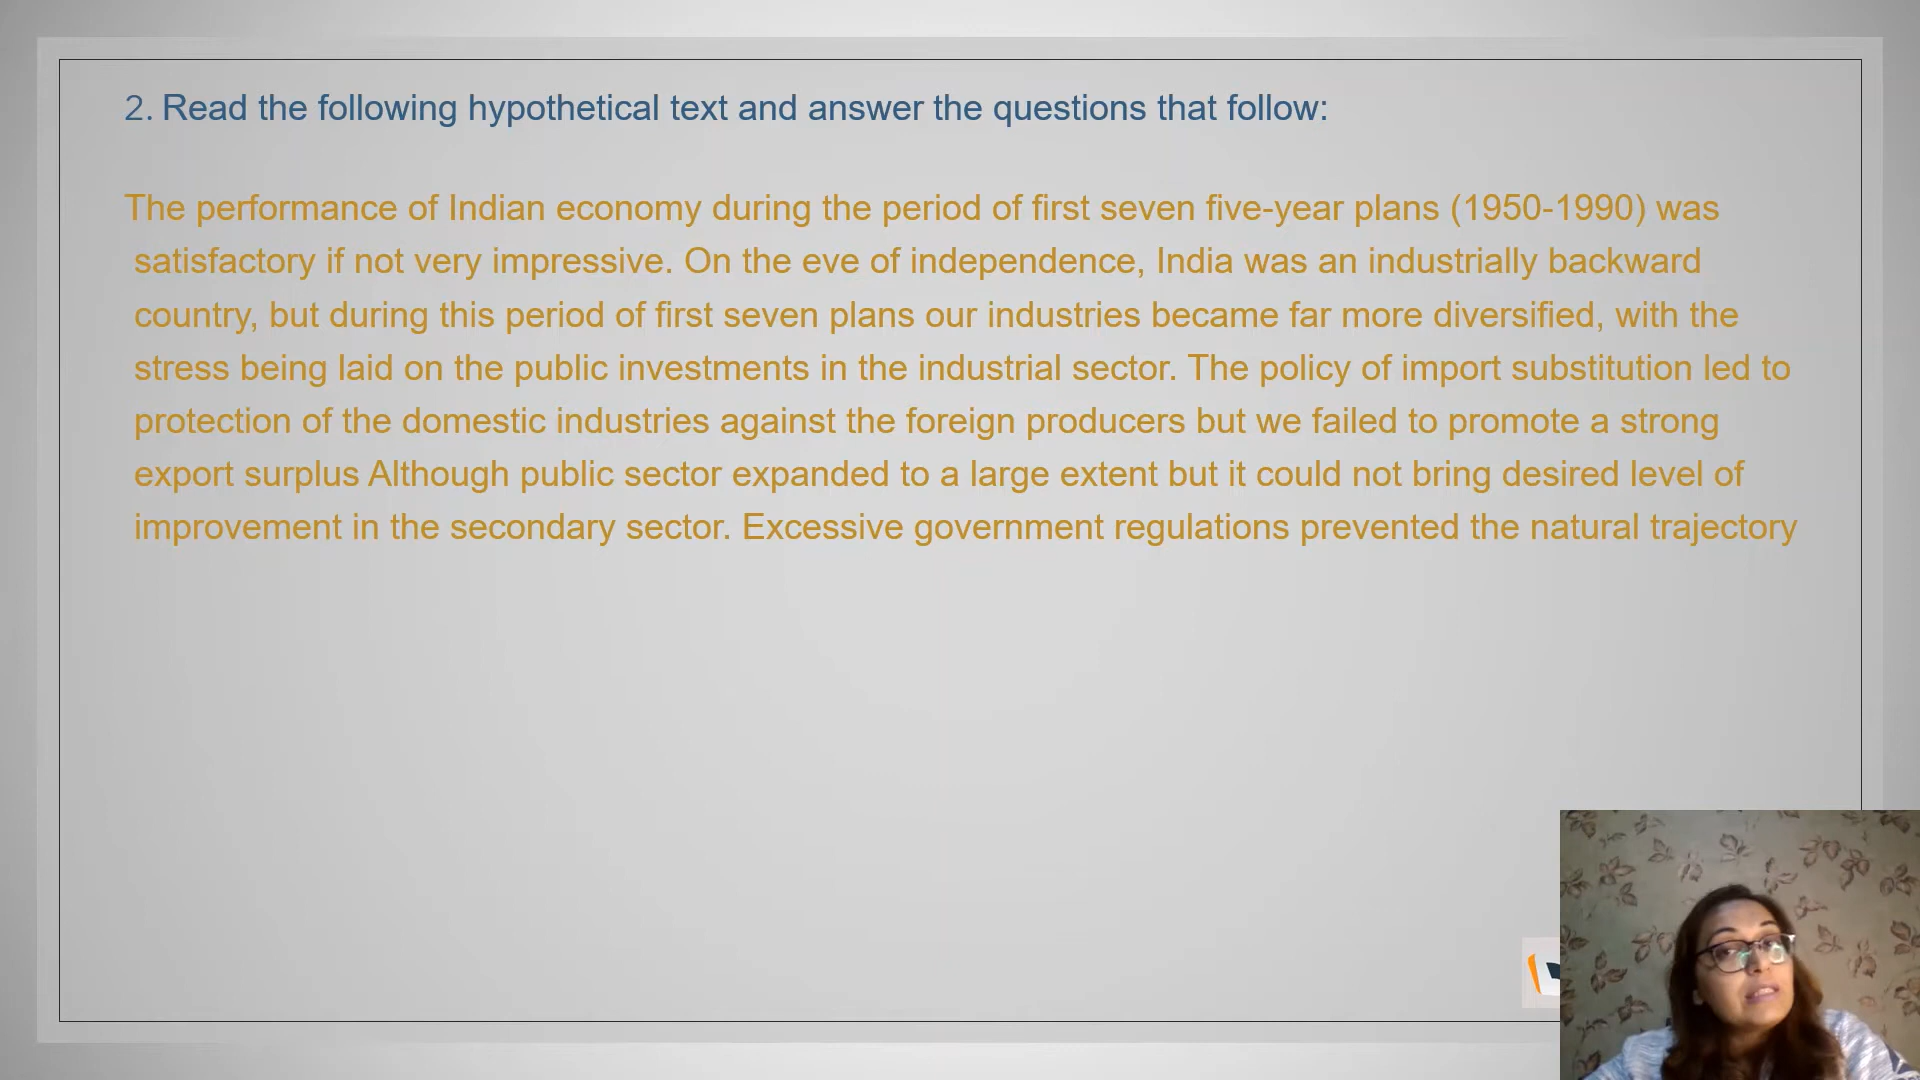 2. Read the following hypothetical text and answer the questions that follow:
The performance of Indian economy during the period of first seven five-year plans (1950-1990) was
satisfactory if not very impressive. On the eve of independence, India was an industrially backward
country, but during this period of first seven plans our industries became far more diversified, with the
stress being laid on the public investments in the industrial sector. The policy of import substitution led to
protection of the domestic industries against the foreign producers but we failed to promote a strong
export surplus Although public sector expanded to a large extent but it could not bring desired level of
improvement in the secondary sector. Excessive government regulations prevented the natural trajectory